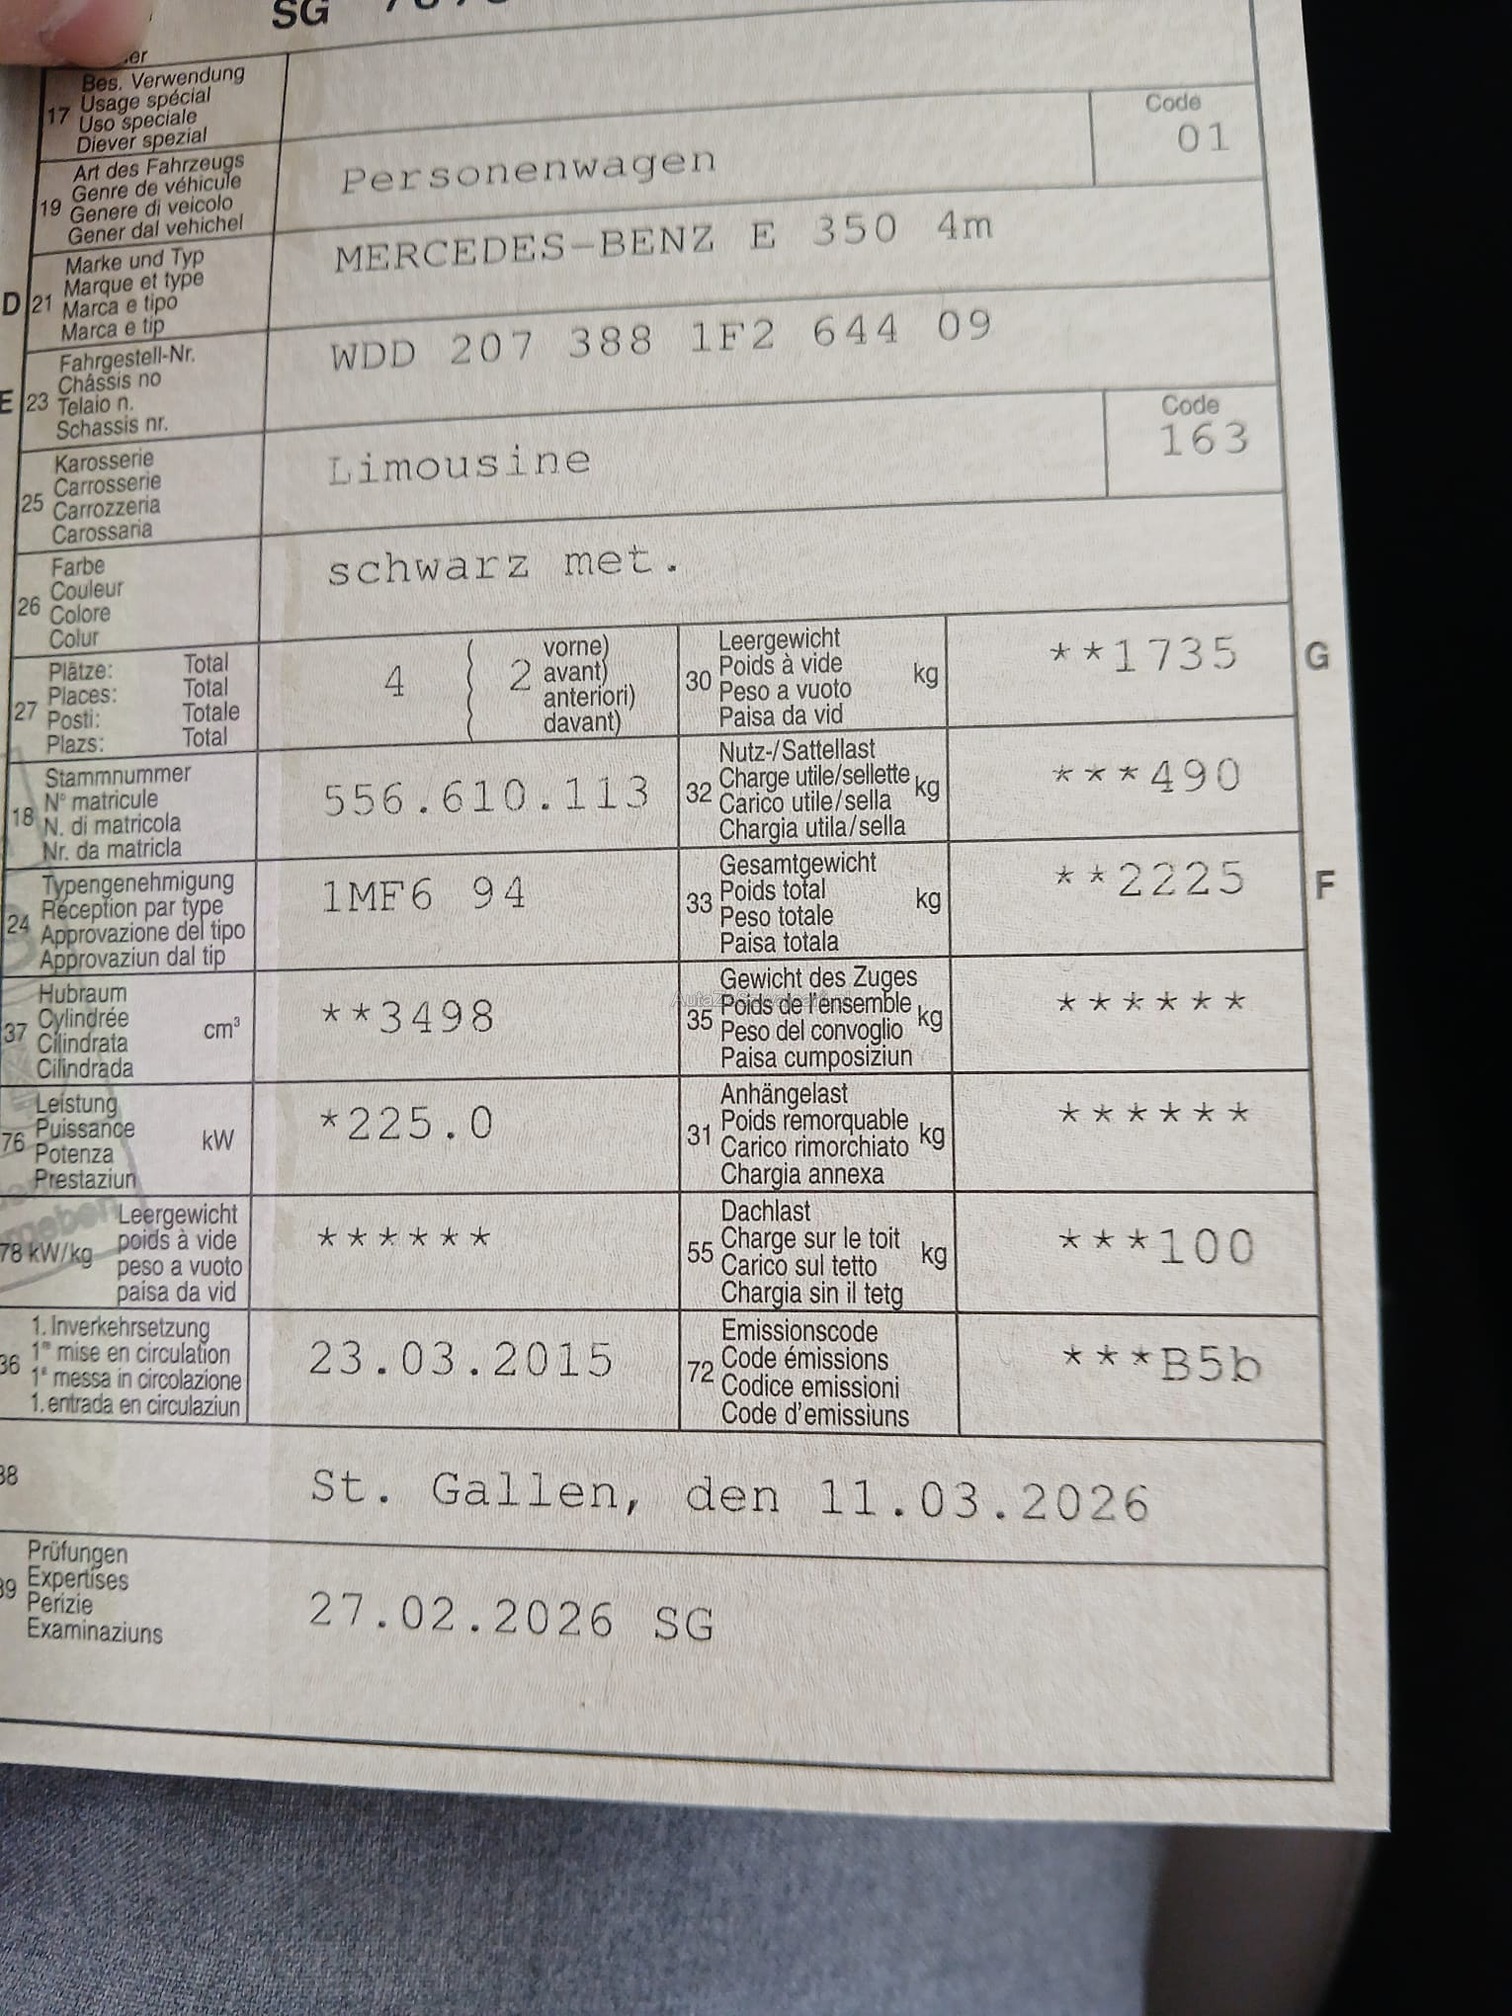 SG
17 Bes. Verwendung
Usage spécial
Uso speciale
Diever spezial
19 Art des Fahrzeugs
Genre de véhicule
Genere di veicolo
Gener dal vehichel
Personenwagen
Code
01
D 21 Marke und Typ
Marque et type
Marca e tipo
Marca e tip
MERCEDES-BENZ E 350 4m
E 23 Fahrgestell-Nr.
Châssis no
Telaio n.
Schassis nr.
WDD 207 388 1F2 644 09
25 Karosserie
Carrosserie
Carrozzeria
Carossaria
Limousine
Code
163
26 Farbe
Couleur
Colore
Colur
schwarz met.
27 Plätze: Total
Places: Total
Posti: Totale
Plazs: Total
4 2 vorne)
avant)
anteriori)
davant)
30 Leergewicht
Poids à vide
Peso a vuoto
Paisa da vid
kg
**1735
G
18 Stammnummer
N° matricule
N. di matricola
Nr. da matricla
556.610.113
32 Nutz-/Sattellast
Charge utile/sellette
Carico utile/sella
Chargia utila/sella
kg
***490
24 Typengenehmigung
Réception par type
Approvazione del tipo
Approvaziun dal tip
1MF6 94
33 Gesamtgewicht
Poids total
Peso totale
Paisa totala
kg
**2225
F
37 Hubraum
Cylindrée
Cilindrata
Cilindrada
cm³
**3498
35 Gewicht des Zuges
Poids de l'ensemble
Peso del convoglio
Paisa cumposiziun
kg
******
76 Leistung
Puissance
Potenza
Prestaziun
kW
*225.0
31 Anhängelast
Poids remorquable
Carico rimorchiato
Chargia annexa
kg
******
78 kW/kg Leergewicht
poids à vide
peso a vuoto
paisa da vid
******
55 Dachlast
Charge sur le toit
Carico sul tetto
Chargia sin il tetg
kg
***100
36 1. Inverkehrsetzung
1re mise en circulation
1a messa in circolazione
1. entrada en circulaziun
23.03.2015
72 Emissionscode
Code émissions
Codice emissioni
Code d'emissiuns
***B5b
38
St. Gallen, den 11.03.2026
39 Prüfungen
Expertises
Perizie
Examinaziuns
27.02.2026 SG